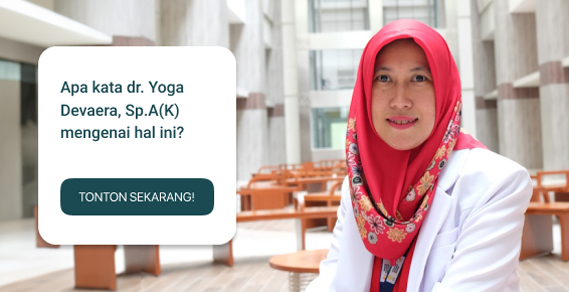 Apa kata dr. Yoga
Devaera, Sp.A(K)
mengenai hal ini?
TONTON SEKARANG!